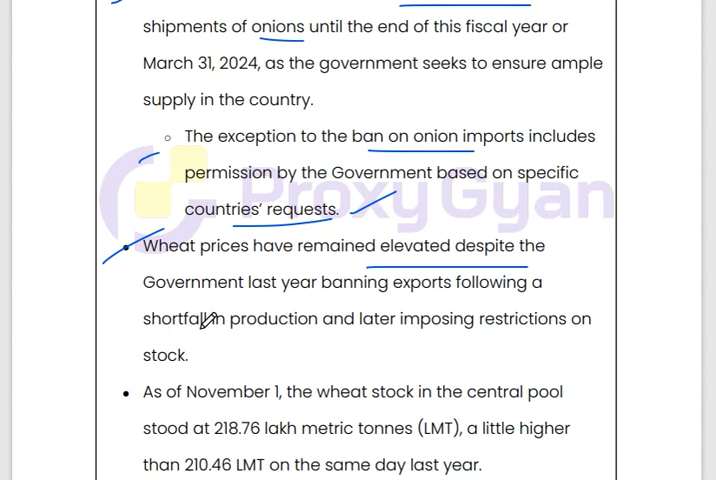 shipments of onions until the end of this fiscal year or
March 31, 2024, as the government seeks to ensure ample
supply in the country.
The exception to the ban on onion imports includes
permission by the Government based on specific
countries' requests.
Wheat prices have remained elevated despite the
Government last year banning exports following a
shortfall in production and later imposing restrictions on
stock.
As of November 1, the wheat stock in the central pool
stood at 218.76 lakh metric tonnes (LMT), a little higher
than 210.46 LMT on the same day last year.
Proxy Gyan